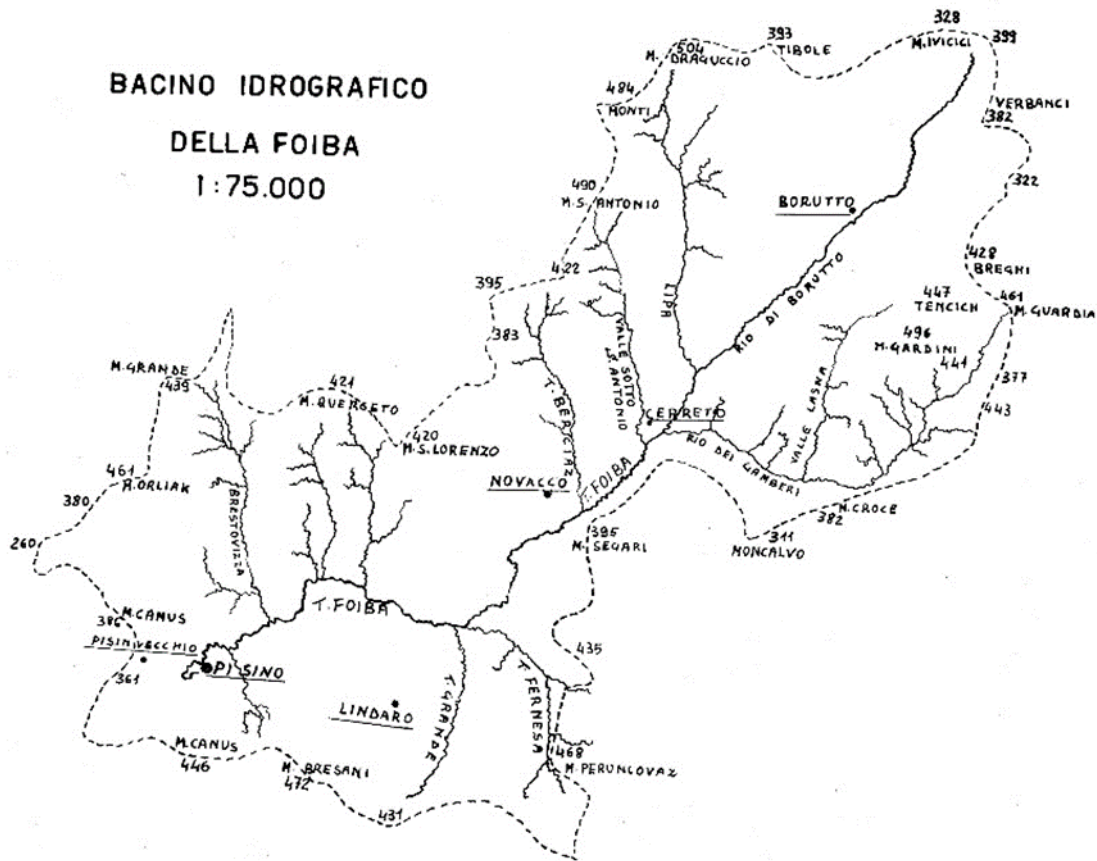 BACINO IDROGRAFICO
DELLA FOIBA
1:75.000
328
399
M. IVICICI
393
TIBOLE
504
M. DRAGUCCIO
484
MONTI
VERBANCI
382
322
490
M. S. ANTONIO
BORUTTO
428
BREGHI
422
395
383
461
M. GUARDIA
447
TENCICH
496
M. GARDINI
441
377
443
LIPA
RIO DI BORUTTO
VALLE SOTTO
S. ANTONIO
T. BERICIAZ
CERRETO
RIO DEI GAMBERI
VALLE LASNA
M. GRANDE
439
421
M. QUERGETO
420
M. S. LORENZO
461
M. ORLIAK
380
260
BRESTOVIZZA
NOVACCO
T. FOIBA
395
M. SEGARI
M. CROCE
382
311
MONCALVO
T. FOIBA
M. CANUS
386
PISINVECCHIO
361
PISINO
LINDARO
T. GRANDE
T. FERNESA
435
468
M. PERUNCOVAZ
M. CANUS
446
M. BRESANI
472
431